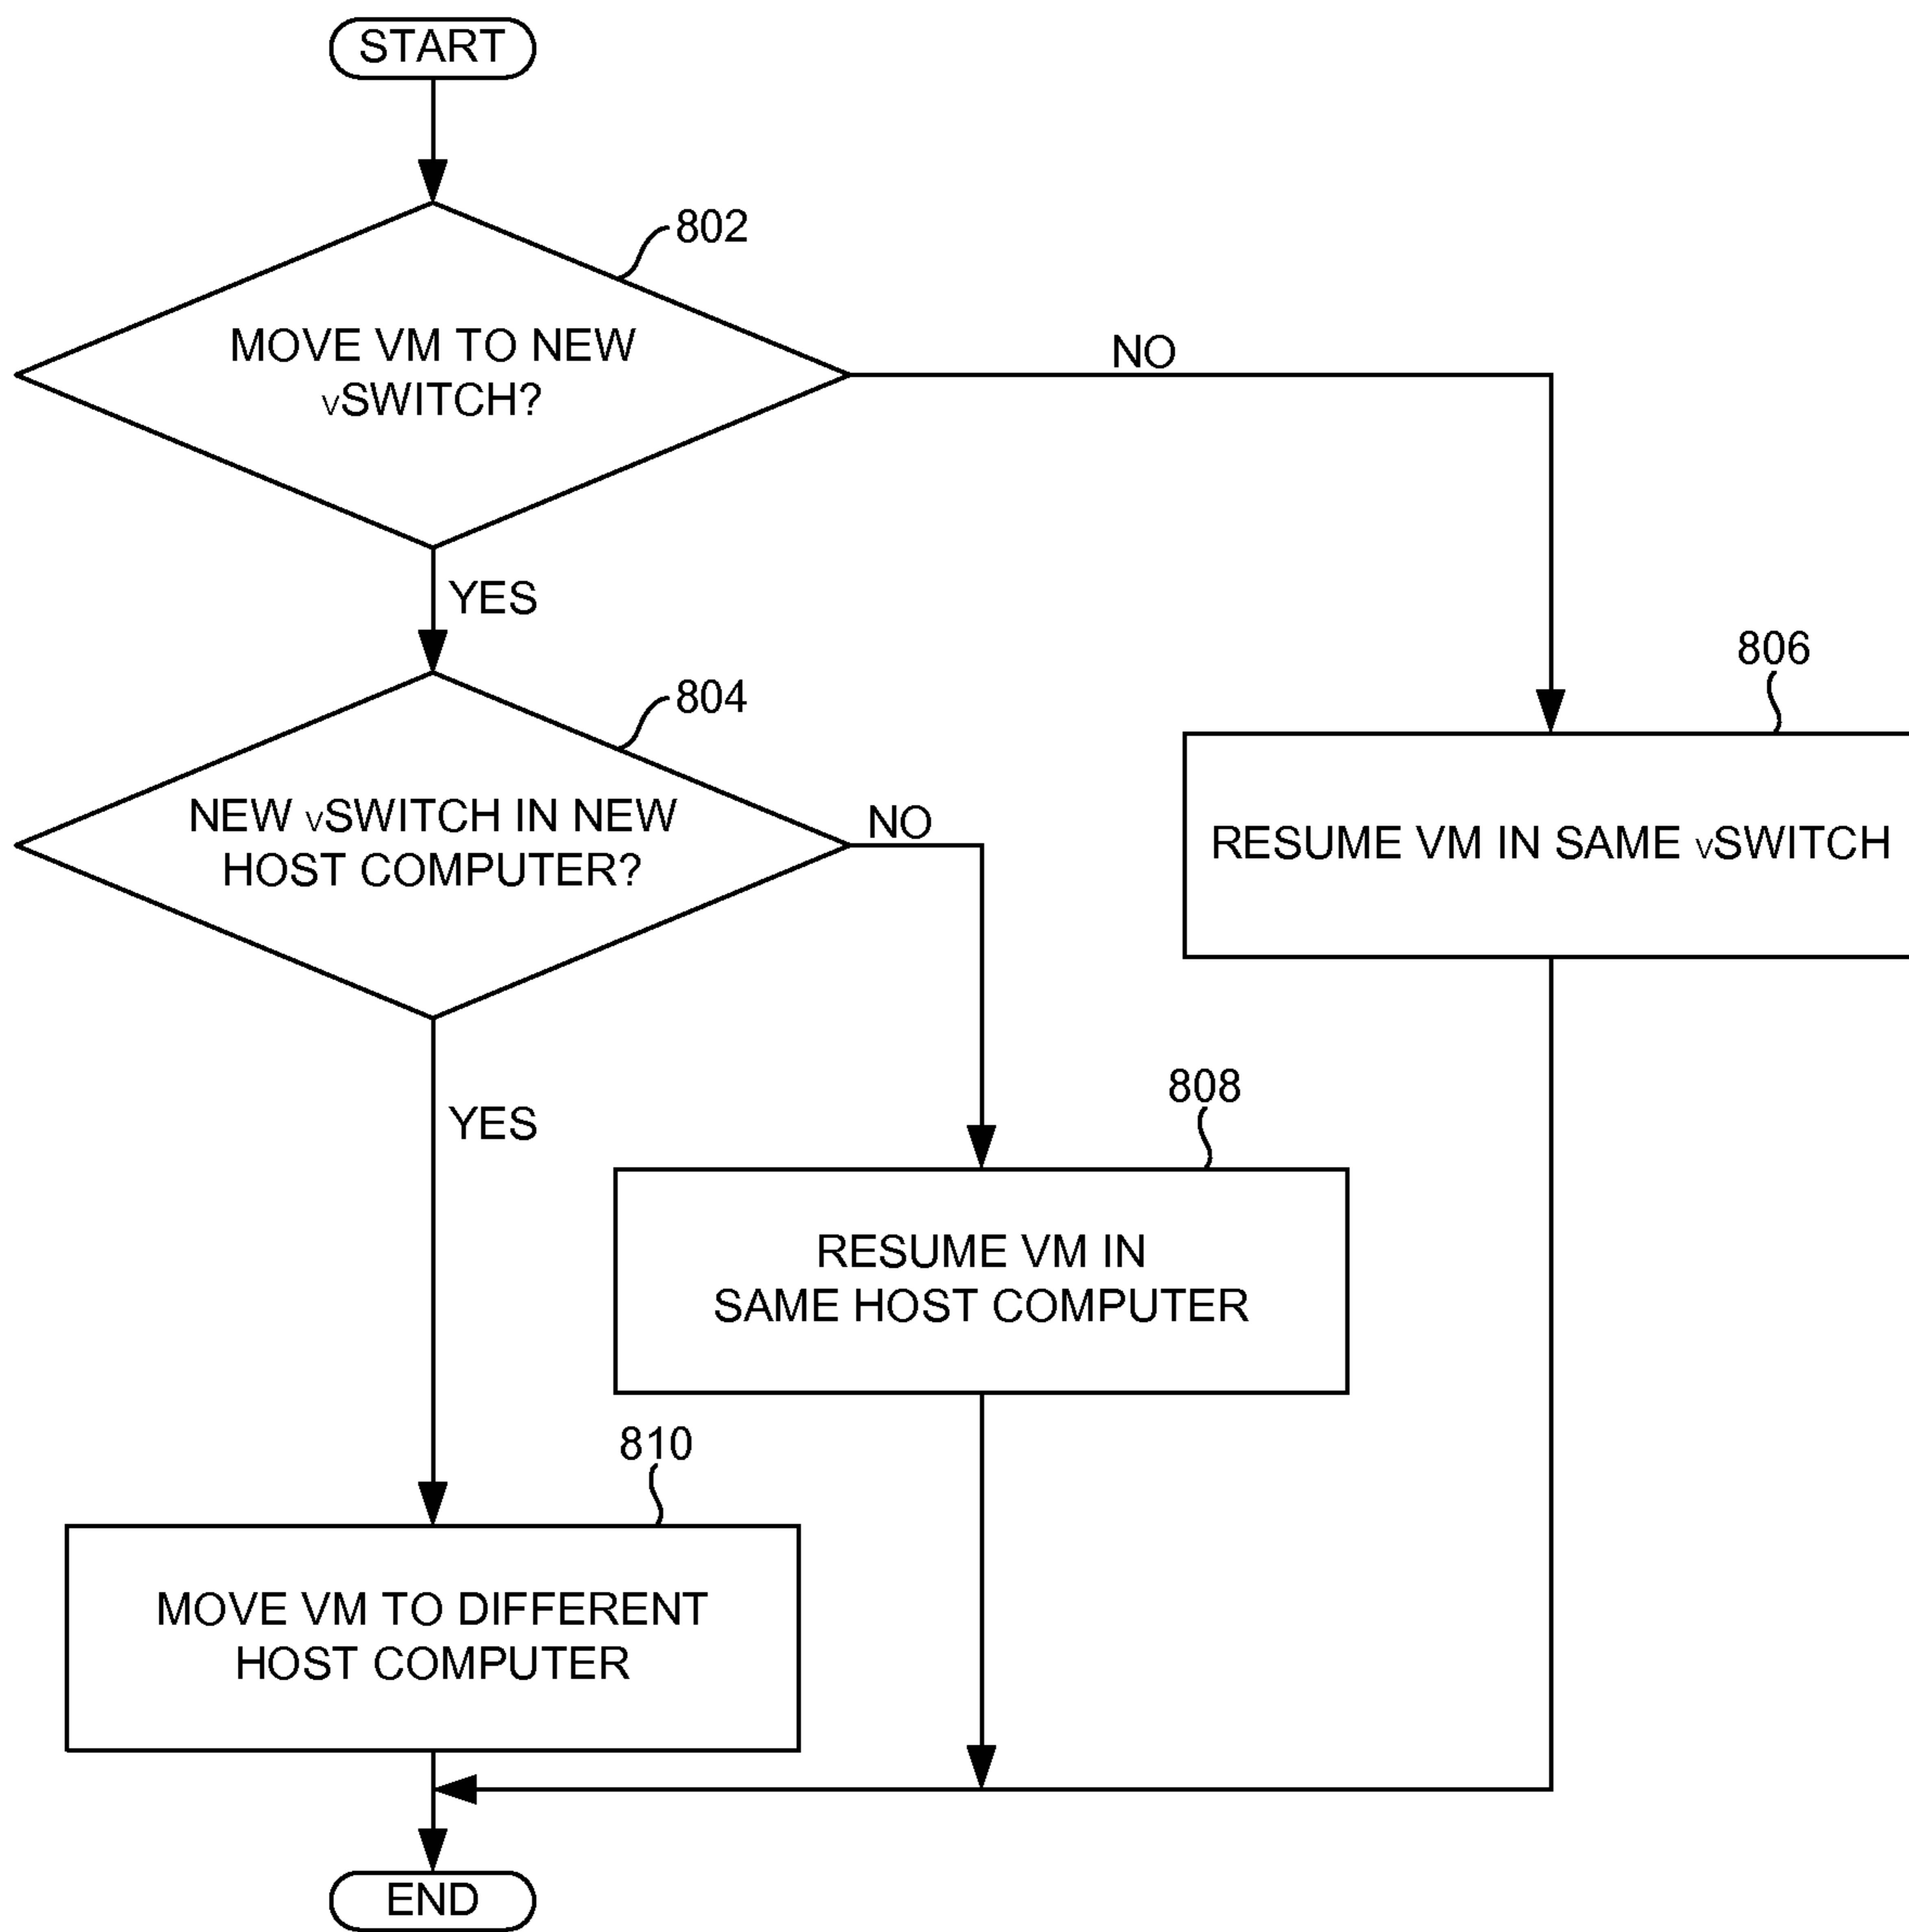 START
802
MOVE VM TO NEW
vSWITCH?
NO
YES
804
NEW vSWITCH IN NEW
HOST COMPUTER?
NO
806
RESUME VM IN SAME vSWITCH
YES
808
RESUME VM IN
SAME HOST COMPUTER
810
MOVE VM TO DIFFERENT
HOST COMPUTER
END